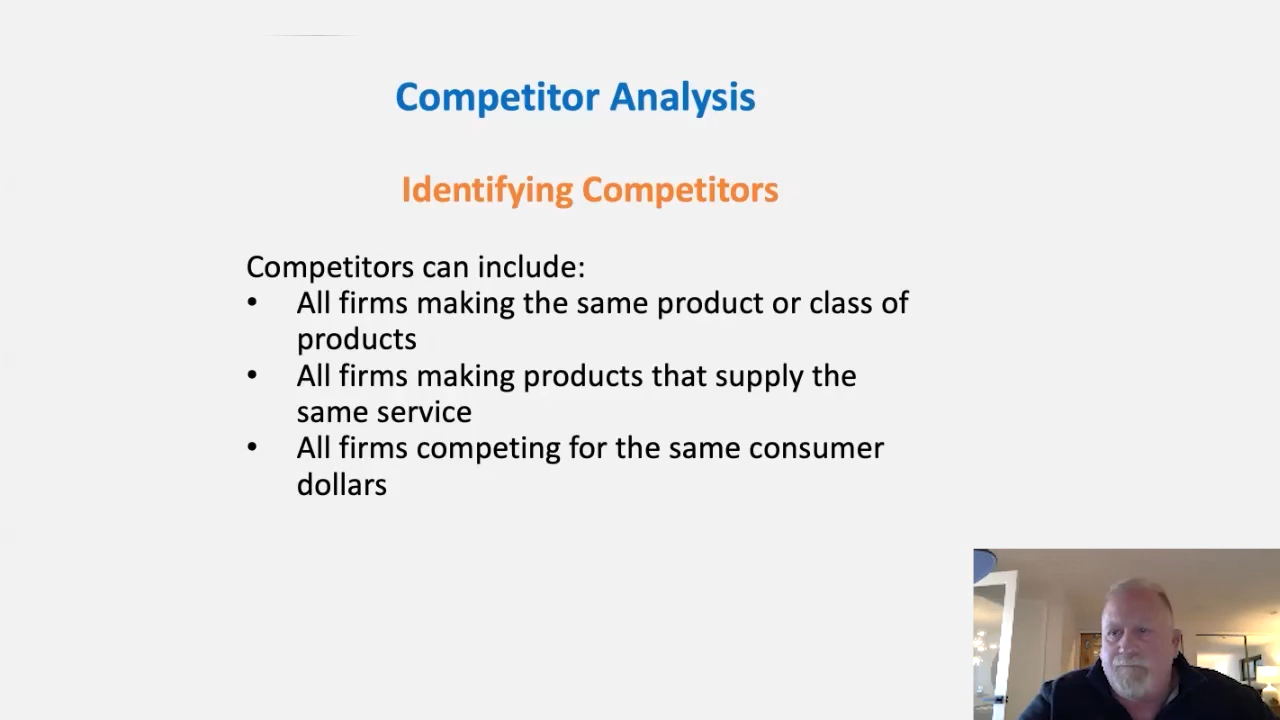 Competitor Analysis
Identifying Competitors
Competitors can include:
• All firms making the same product or class of
products
• All firms making products that supply the
same service
• All firms competing for the same consumer
dollars